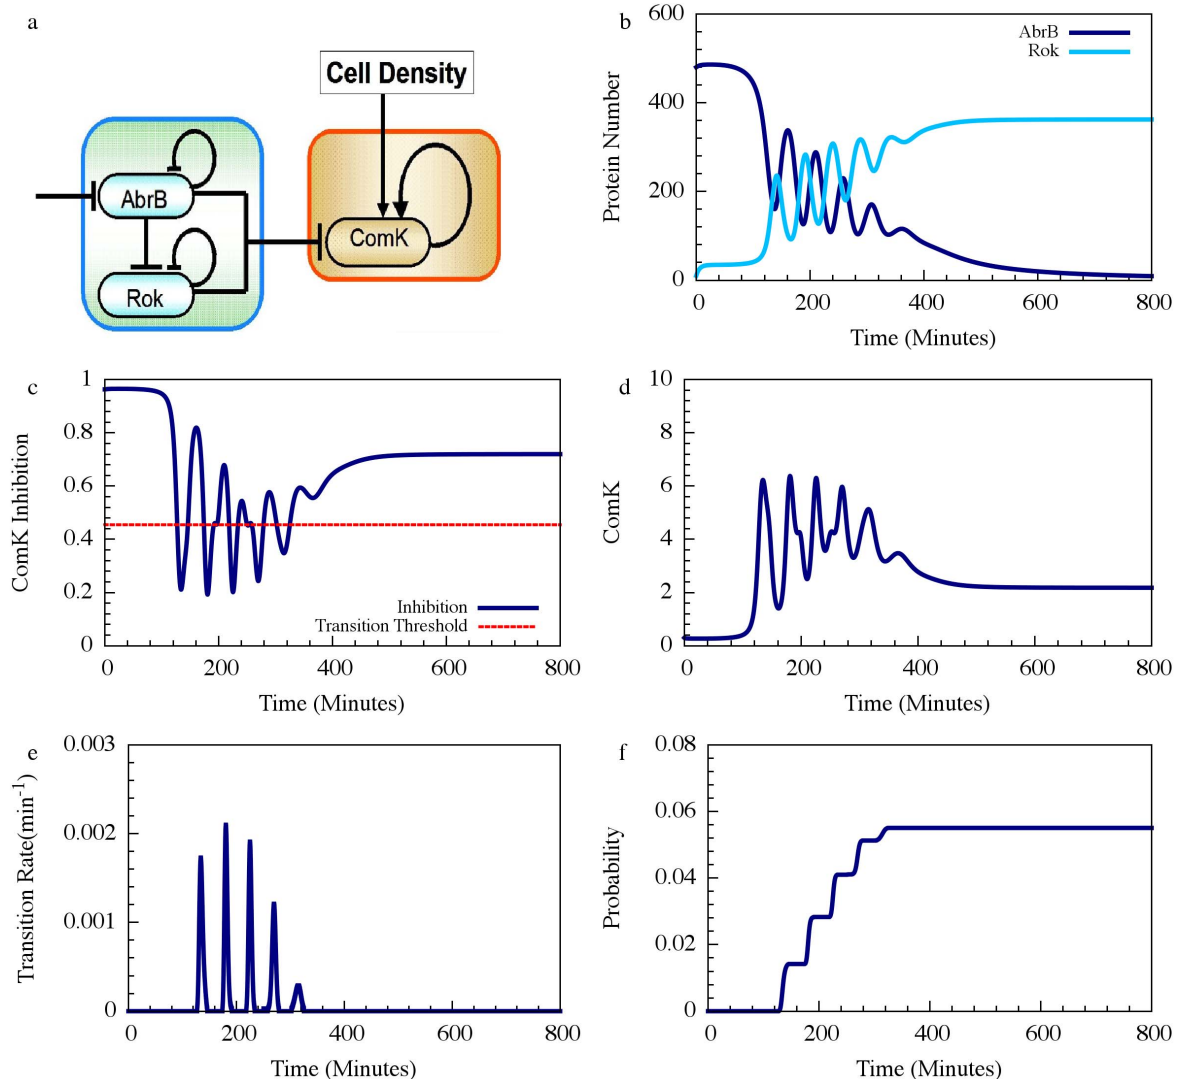 a
Cell Density
AbrB
ComK
Rok
b
600
400
200
0
Protein Number
AbrB
Rok
0 200 400 600 800
Time (Minutes)
c
1
0.8
0.6
0.4
0.2
0
ComK Inhibition
Inhibition
Transition Threshold
0 200 400 600 800
Time (Minutes)
d
10
8
6
4
2
0
ComK
0 200 400 600 800
Time (Minutes)
e
0.003
0.002
0.001
0
Transition Rate(min⁻¹)
0 200 400 600 800
Time (Minutes)
f
0.08
0.06
0.04
0.02
0
Probability
0 200 400 600 800
Time (Minutes)